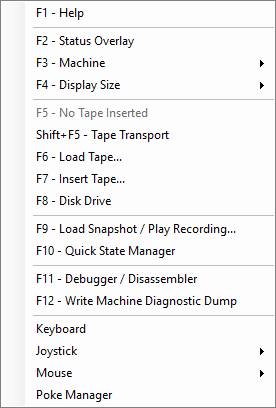 F1 - Help
F2 - Status Overlay
F3 - Machine
F4 - Display Size
F5 - No Tape Inserted
Shift+F5 - Tape Transport
F6 - Load Tape...
F7 - Insert Tape...
F8 - Disk Drive
F9 - Load Snapshot / Play Recording...
F10 - Quick State Manager
F11 - Debugger / Disassembler
F12 - Write Machine Diagnostic Dump
Keyboard
Joystick
Mouse
Poke Manager